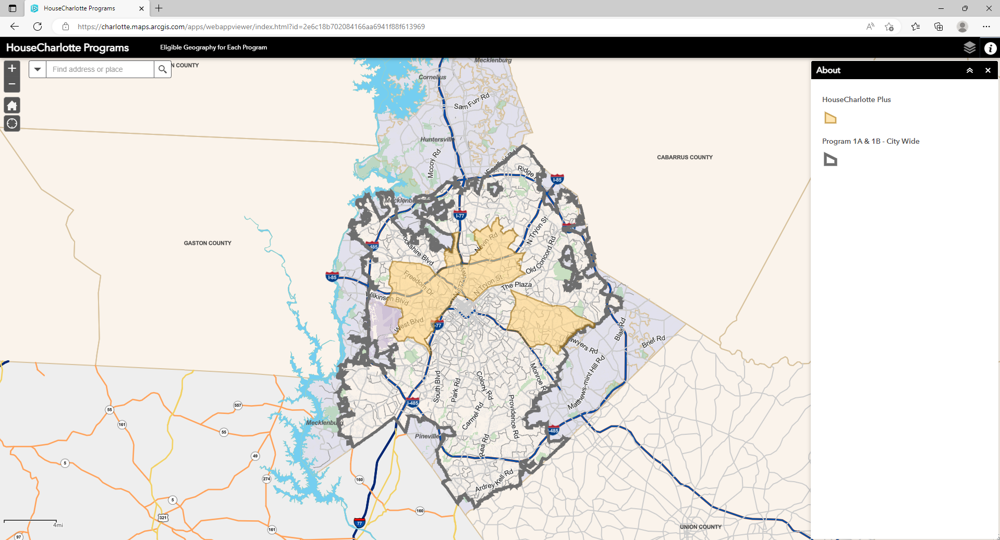 HouseCharlotte Programs
https://charlotte.maps.arcgis.com/apps/webappviewer/index.html?id=2e6c18b702084166aa6941f88f613969
HouseCharlotte Programs
Eligible Geography for Each Program
Find address or place
N COUNTY
Mecklenburg
About
Cornelius
Sam Furr Rd
HouseCharlotte Plus
Huntersville
Program 1A & 1B - City Wide
Mccoy Rd
CABARRUS COUNTY
Ridge
I-85
Mecklenbu
I-77
N Tryon St
GASTON COUNTY
485
Nevin Rd
ookshire Blvd
Old Concord Rd
I-85
Freedom Dr
N Tryon St
The Plaza
Wilkinson Blvd
West Blvd
-77
Blair Rd
awyers Rd
Brief Rd
Matthews-mint Hill Rd
Monroe R
South Blvd
Park Rd
Colony Rd
Providence Rd
Carmel Rd
I-485
557
55
161
55
Mecklenburg
Pineville
-485
Rea Rd
49
5
274
160
Ardrey Kell Rd
5
160
321
77
4mi
161
97
UNION COUNTY